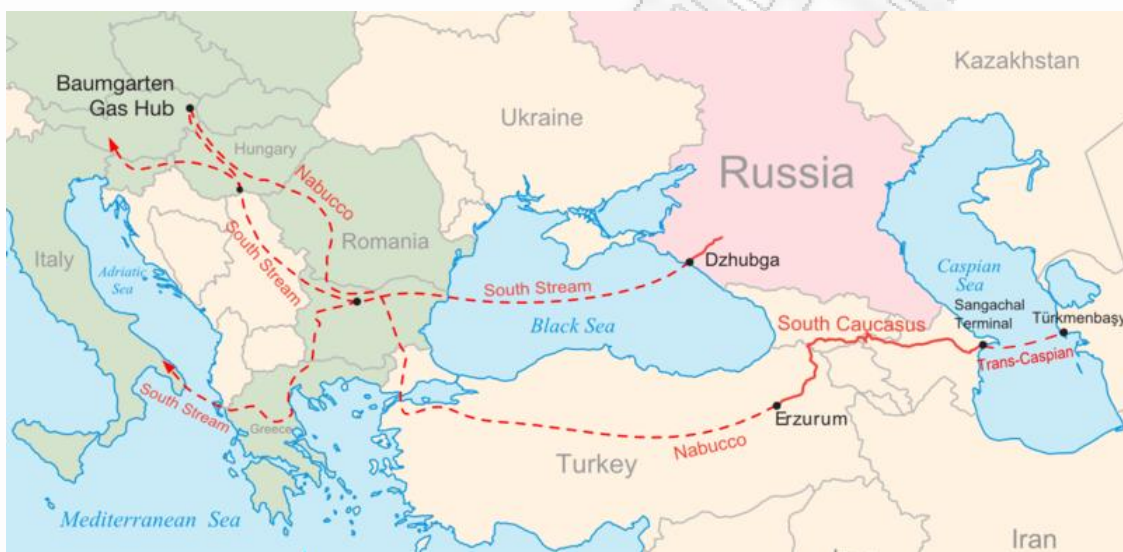 Baumgarten
Gas Hub
Kazakhstan
Ukraine
Hungary
Russia
Nabucco
Romania
South Stream
Italy
Adriatic
Sea
Dzhubga
Caspian
Sea
South Stream
Sangachal
Terminal
Türkmenbaşy
Black Sea
South Caucasus
Trans-Caspian
South Stream
Greece
Erzurum
Nabucco
Turkey
Mediterranean Sea
Iran